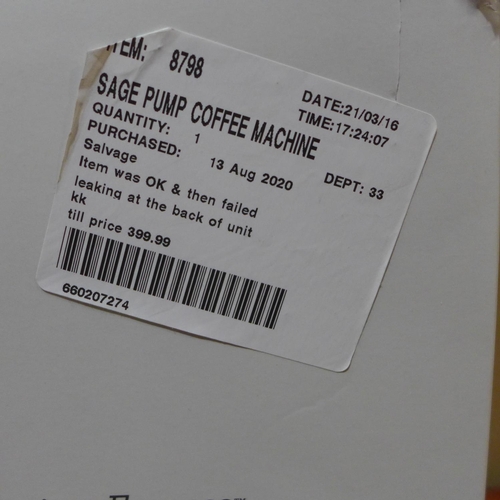 ITEM: 8798
SAGE PUMP COFFEE MACHINE
DATE:21/03/16
TIME:17:24:07
QUANTITY: 1
PURCHASED: 13 Aug 2020 DEPT: 33
Salvage
Item was OK & then failed
leaking at the back of unit
kk
till price 399.99
660207274